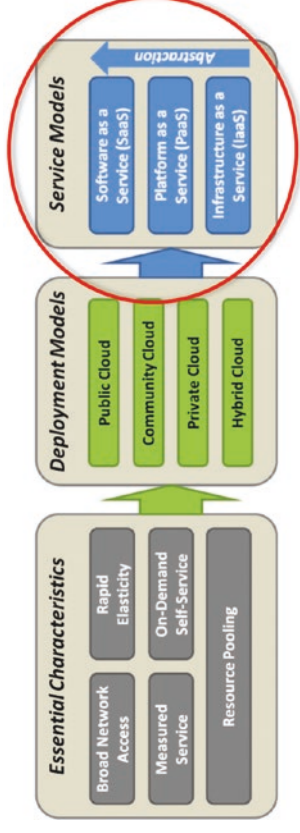 Essential Characteristics
Broad Network
Access
Rapid
Elasticity
Measured
Service
On-Demand
Self-Service
Resource Pooling
Deployment Models
Public Cloud
Community Cloud
Private Cloud
Hybrid Cloud
Service Models
Software as a
Service (SaaS)
Platform as a
Service (PaaS)
Infrastructure as a
Service (IaaS)
Abstraction